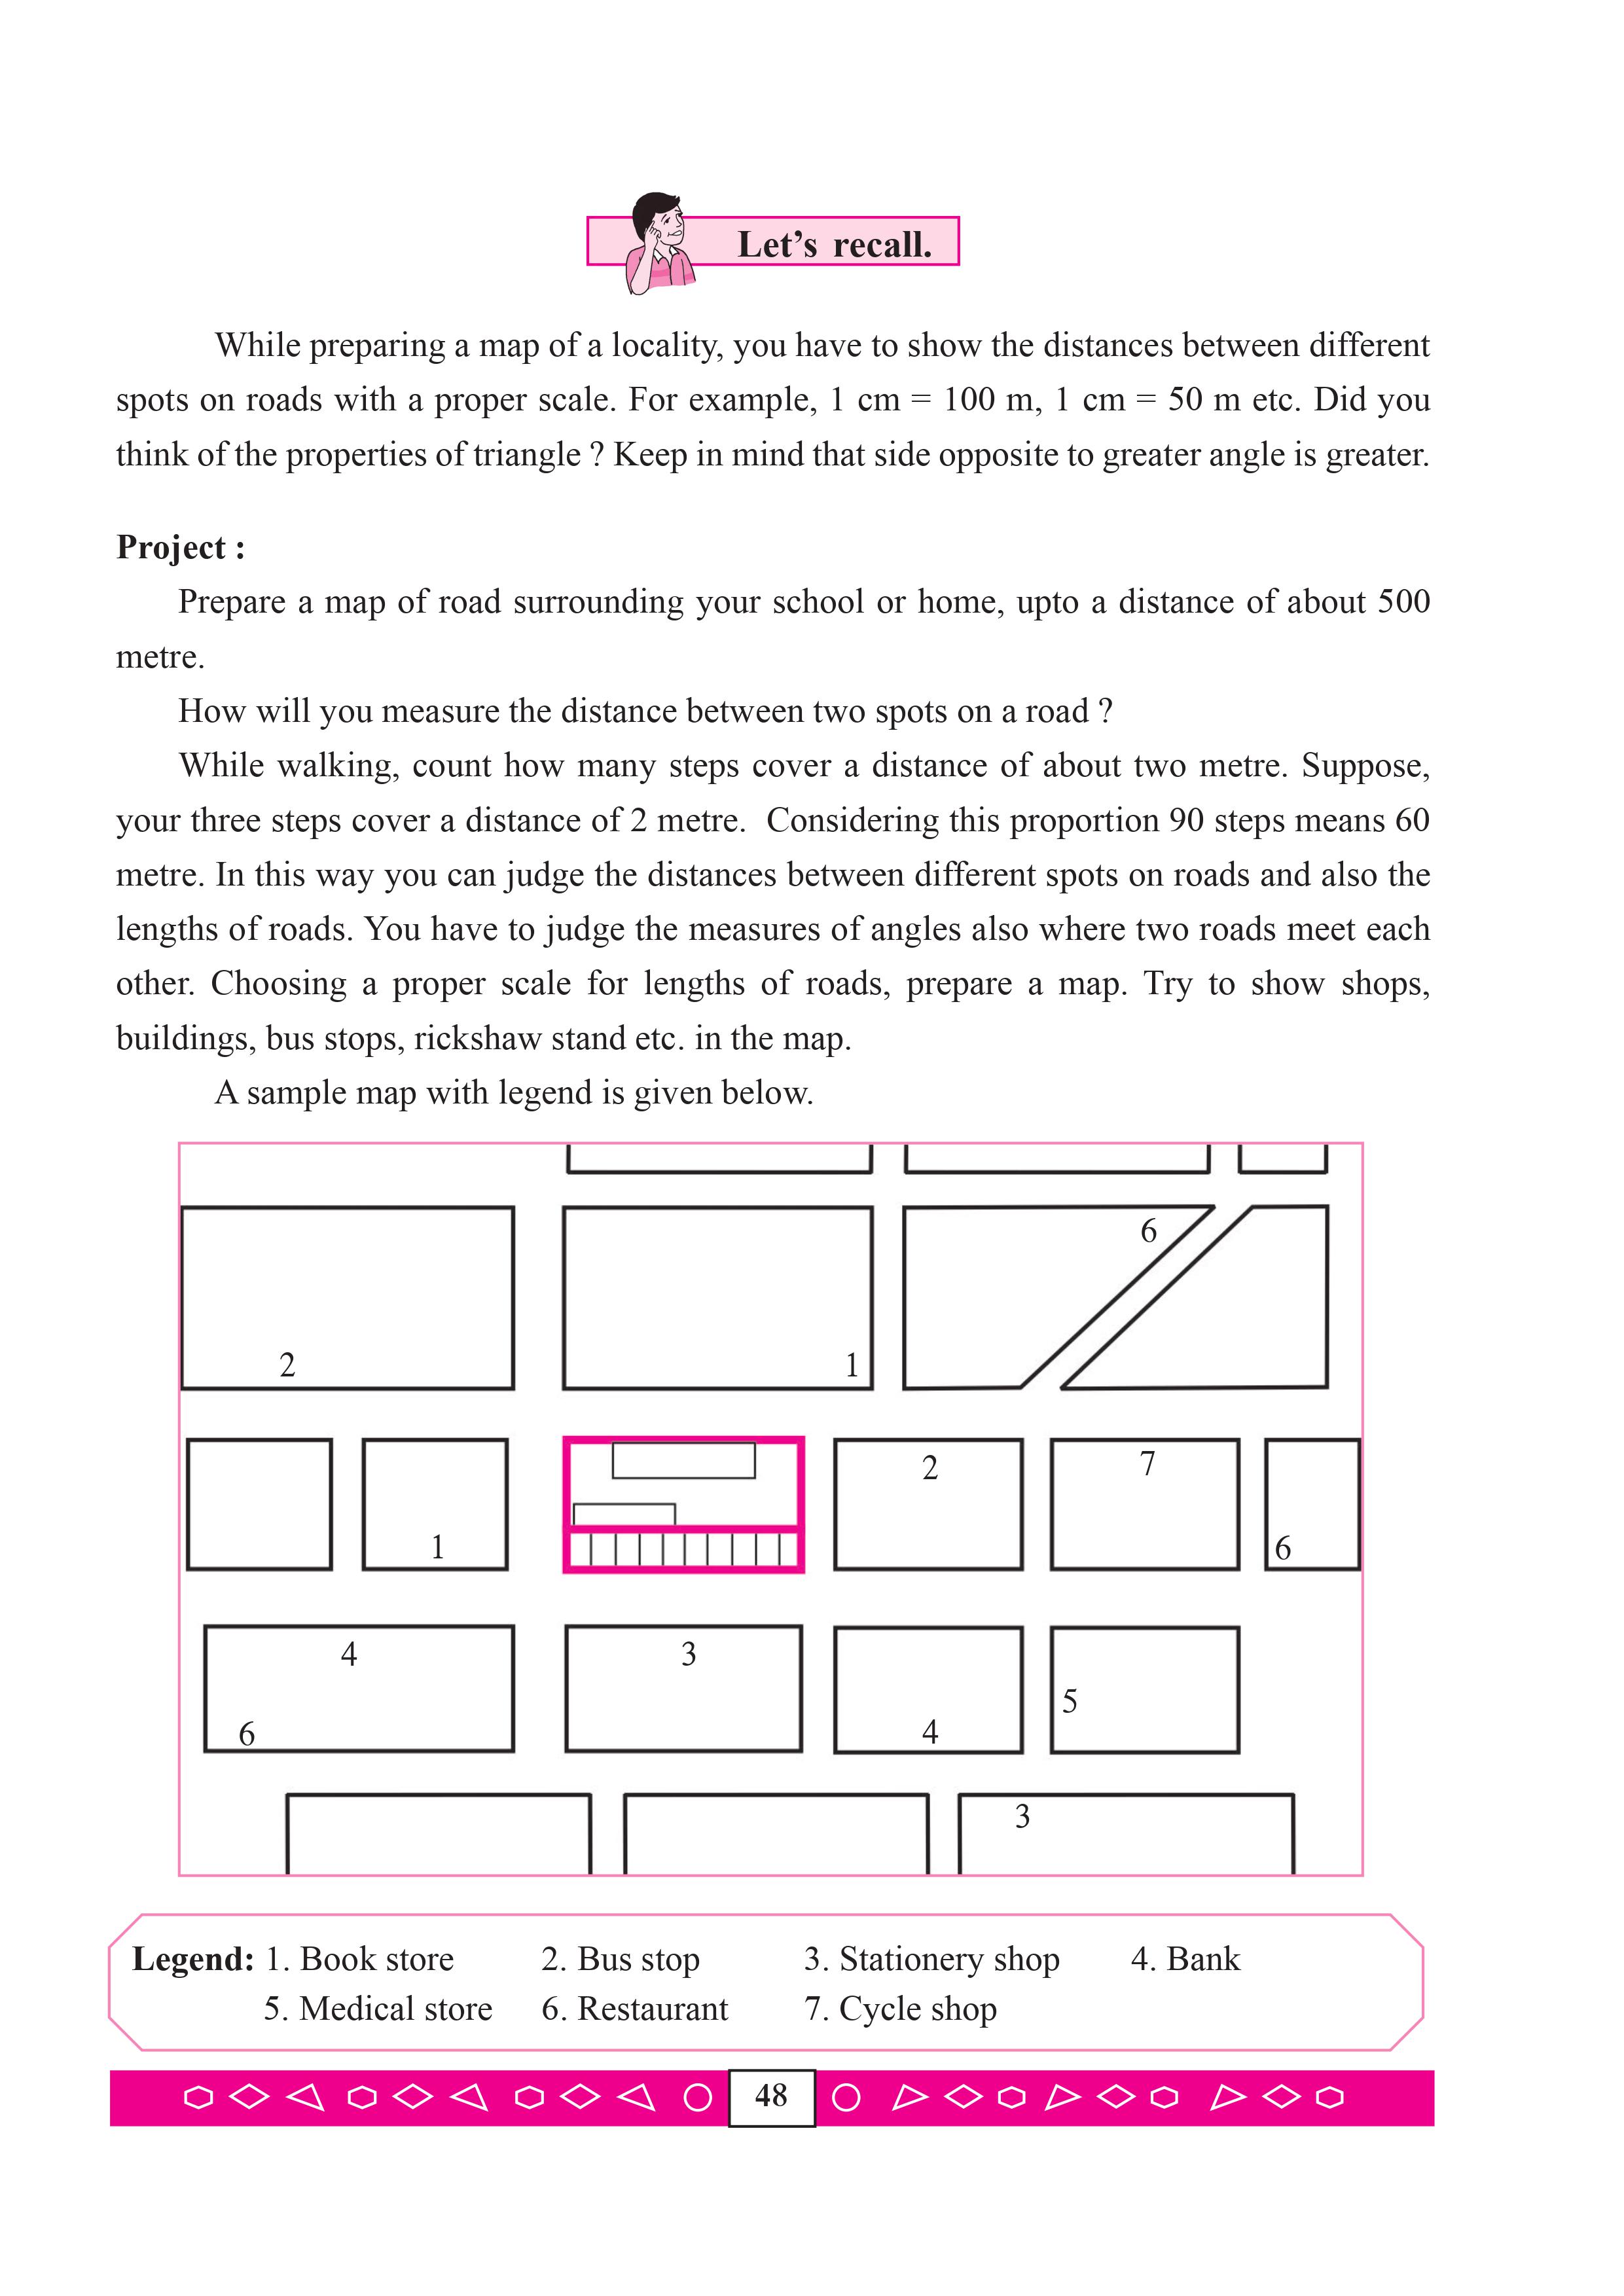 Let’s recall.
While preparing a map of a locality, you have to show the distances between different
spots on roads with a proper scale. For example, 1 cm = 100 m, 1 cm = 50 m etc. Did you
think of the properties of triangle ? Keep in mind that side opposite to greater angle is greater.
Project :
Prepare a map of road surrounding your school or home, upto a distance of about 500
metre.
How will you measure the distance between two spots on a road ?
While walking, count how many steps cover a distance of about two metre. Suppose,
your three steps cover a distance of 2 metre. Considering this proportion 90 steps means 60
metre. In this way you can judge the distances between different spots on roads and also the
lengths of roads. You have to judge the measures of angles also where two roads meet each
other. Choosing a proper scale for lengths of roads, prepare a map. Try to show shops,
buildings, bus stops, rickshaw stand etc. in the map.
A sample map with legend is given below.
6
2 1
2 7
1 6
4 3
5
6 4
3
Legend: 1. Book store 2. Bus stop 3. Stationery shop 4. Bank
5. Medical store 6. Restaurant 7. Cycle shop
48